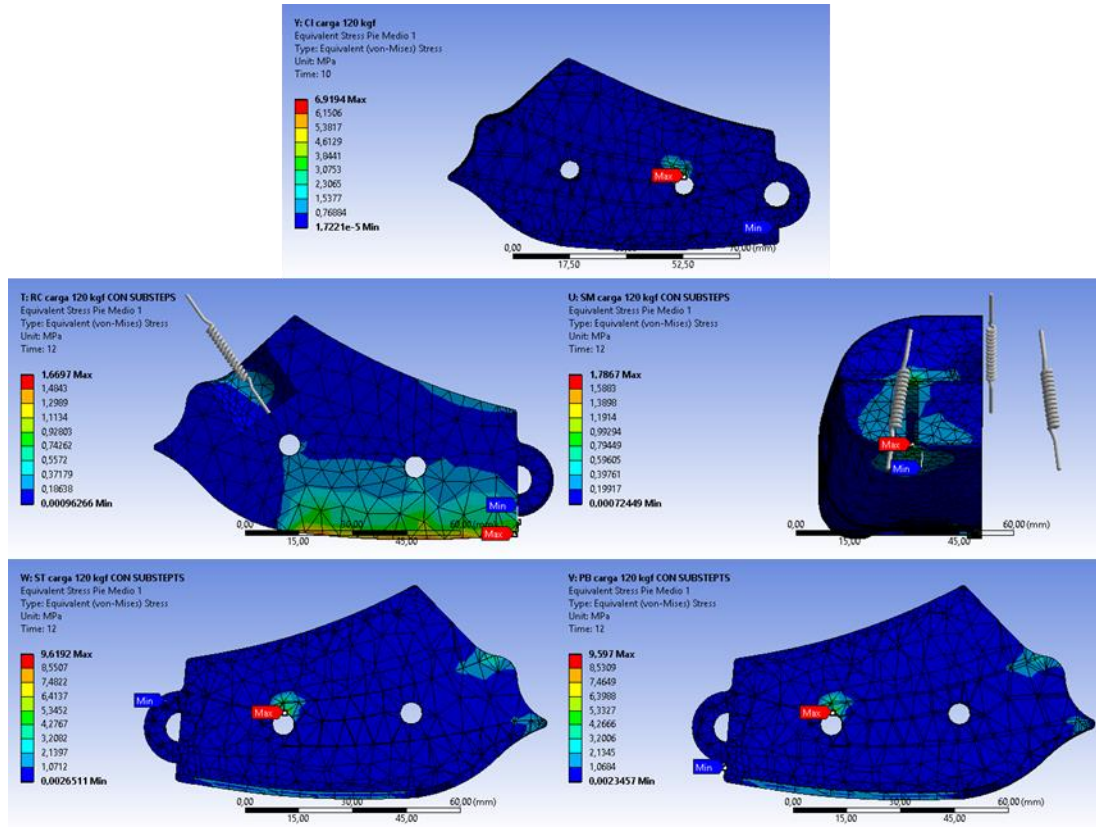 Y: CI carga 120 kgf
Equivalent Stress Pie Medio 1
Type: Equivalent (von-Mises) Stress
Unit: MPa
Time: 10
6,9194 Max
6,1506
5,3817
4,6129
3,8441
3,0753
2,3065
1,5377
0,76884
1,7221e-5 Min
Max
Min
0,00
70,00 (mm)
17,50
52,50
T: RC carga 120 kgf CON SUBSTEPS
Equivalent Stress Pie Medio 1
Type: Equivalent (von-Mises) Stress
Unit: MPa
Time: 12
1,6697 Max
1,4843
1,2989
1,1134
0,92803
0,74262
0,5572
0,37179
0,18638
0,00096266 Min
Min
Max
0,00
30,00
60,00 (mm)
15,00
45,00
U: SM carga 120 kgf CON SUBSTEPS
Equivalent Stress Pie Medio 1
Type: Equivalent (von-Mises) Stress
Unit: MPa
Time: 12
1,7867 Max
1,5883
1,3898
1,1914
0,99294
0,79449
0,59605
0,39761
0,19917
0,00072449 Min
Max
Min
0,00
30,00
60,00 (mm)
15,00
45,00
W: ST carga 120 kgf CON SUBSTEPTS
Equivalent Stress Pie Medio 1
Type: Equivalent (von-Mises) Stress
Unit: MPa
Time: 12
9,6192 Max
8,5507
7,4822
6,4137
5,3452
4,2767
3,2082
2,1397
1,0712
0,0026511 Min
Min
Max
0,00
30,00
60,00 (mm)
15,00
45,00
V: PB carga 120 kgf CON SUBSTEPTS
Equivalent Stress Pie Medio 1
Type: Equivalent (von-Mises) Stress
Unit: MPa
Time: 12
9,597 Max
8,5309
7,4649
6,3988
5,3327
4,2666
3,2006
2,1345
1,0684
0,0023457 Min
Max
Min
0,00
30,00
60,00 (mm)
15,00
45,00